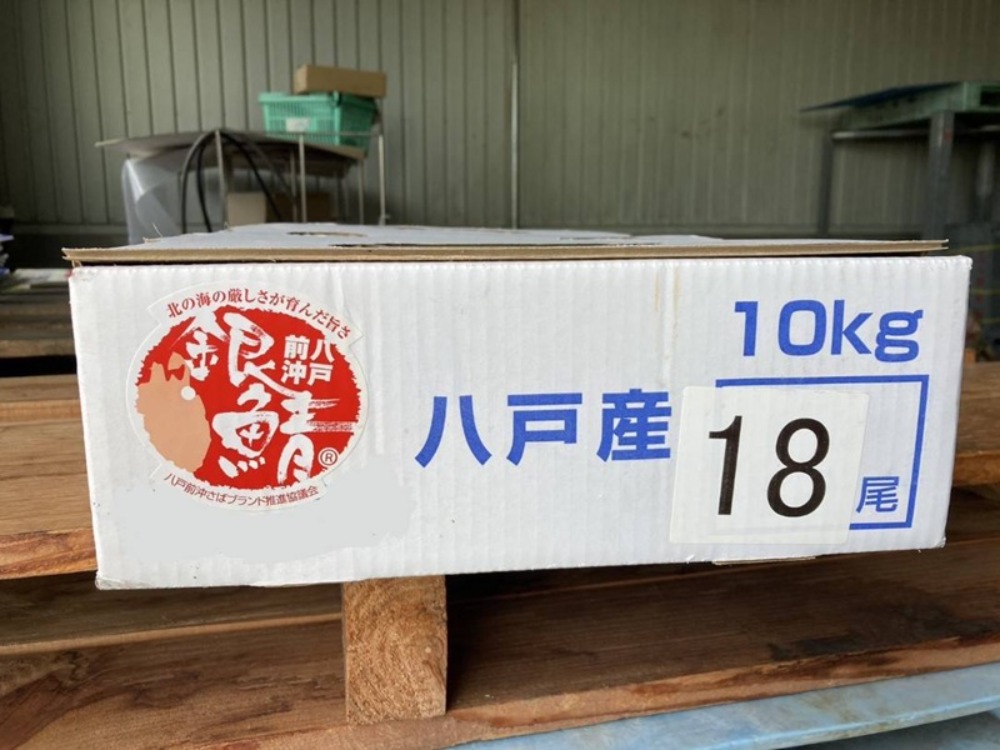 北の海の厳しさが育んだ旨さ
八戸
前沖
銀鯖®
八戸前沖さばブランド推進協議会
八戸産
10kg
18尾